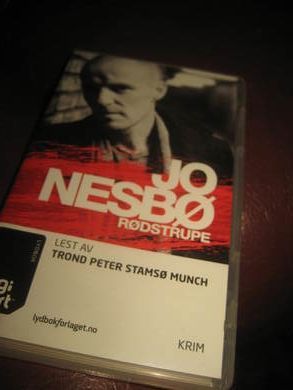 JO
NESBØ
RØDSTRUPE
LEST AV
TROND PETER STAMSØ MUNCH
lydbokforlaget.no
KRIM